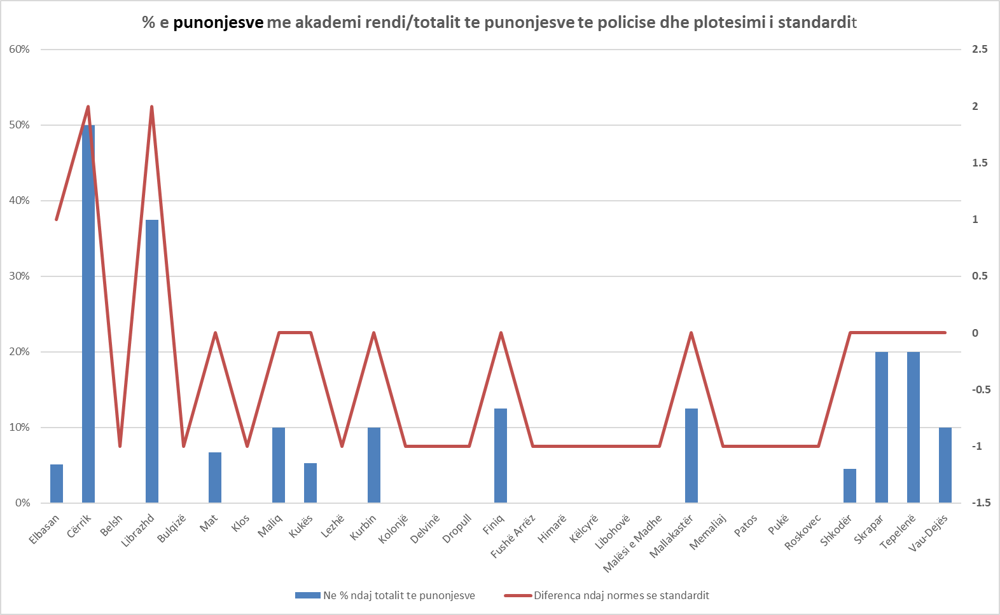 % e punonjesve me akademi rendi/totalit te punonjesve te policise dhe plotesimi i standardit
60%
50%
40%
30%
20%
10%
0%
2.5
2
1.5
1
0.5
0
-0.5
-1
-1.5
Elbasan
Cërrik
Belsh
Librazhd
Bulqizë
Mat
Klos
Maliq
Kukës
Lezhë
Kurbin
Kolonjë
Delvinë
Dropull
Finiq
Fushë Arrëz
Himarë
Këlcyrë
Libohovë
Malësi e Madhe
Mallakastër
Memaliaj
Patos
Pukë
Roskovec
Shkodër
Skrapar
Tepelenë
Vau-Dejës
Ne % ndaj totalit te punonjesve
Diferenca ndaj normes se standardit